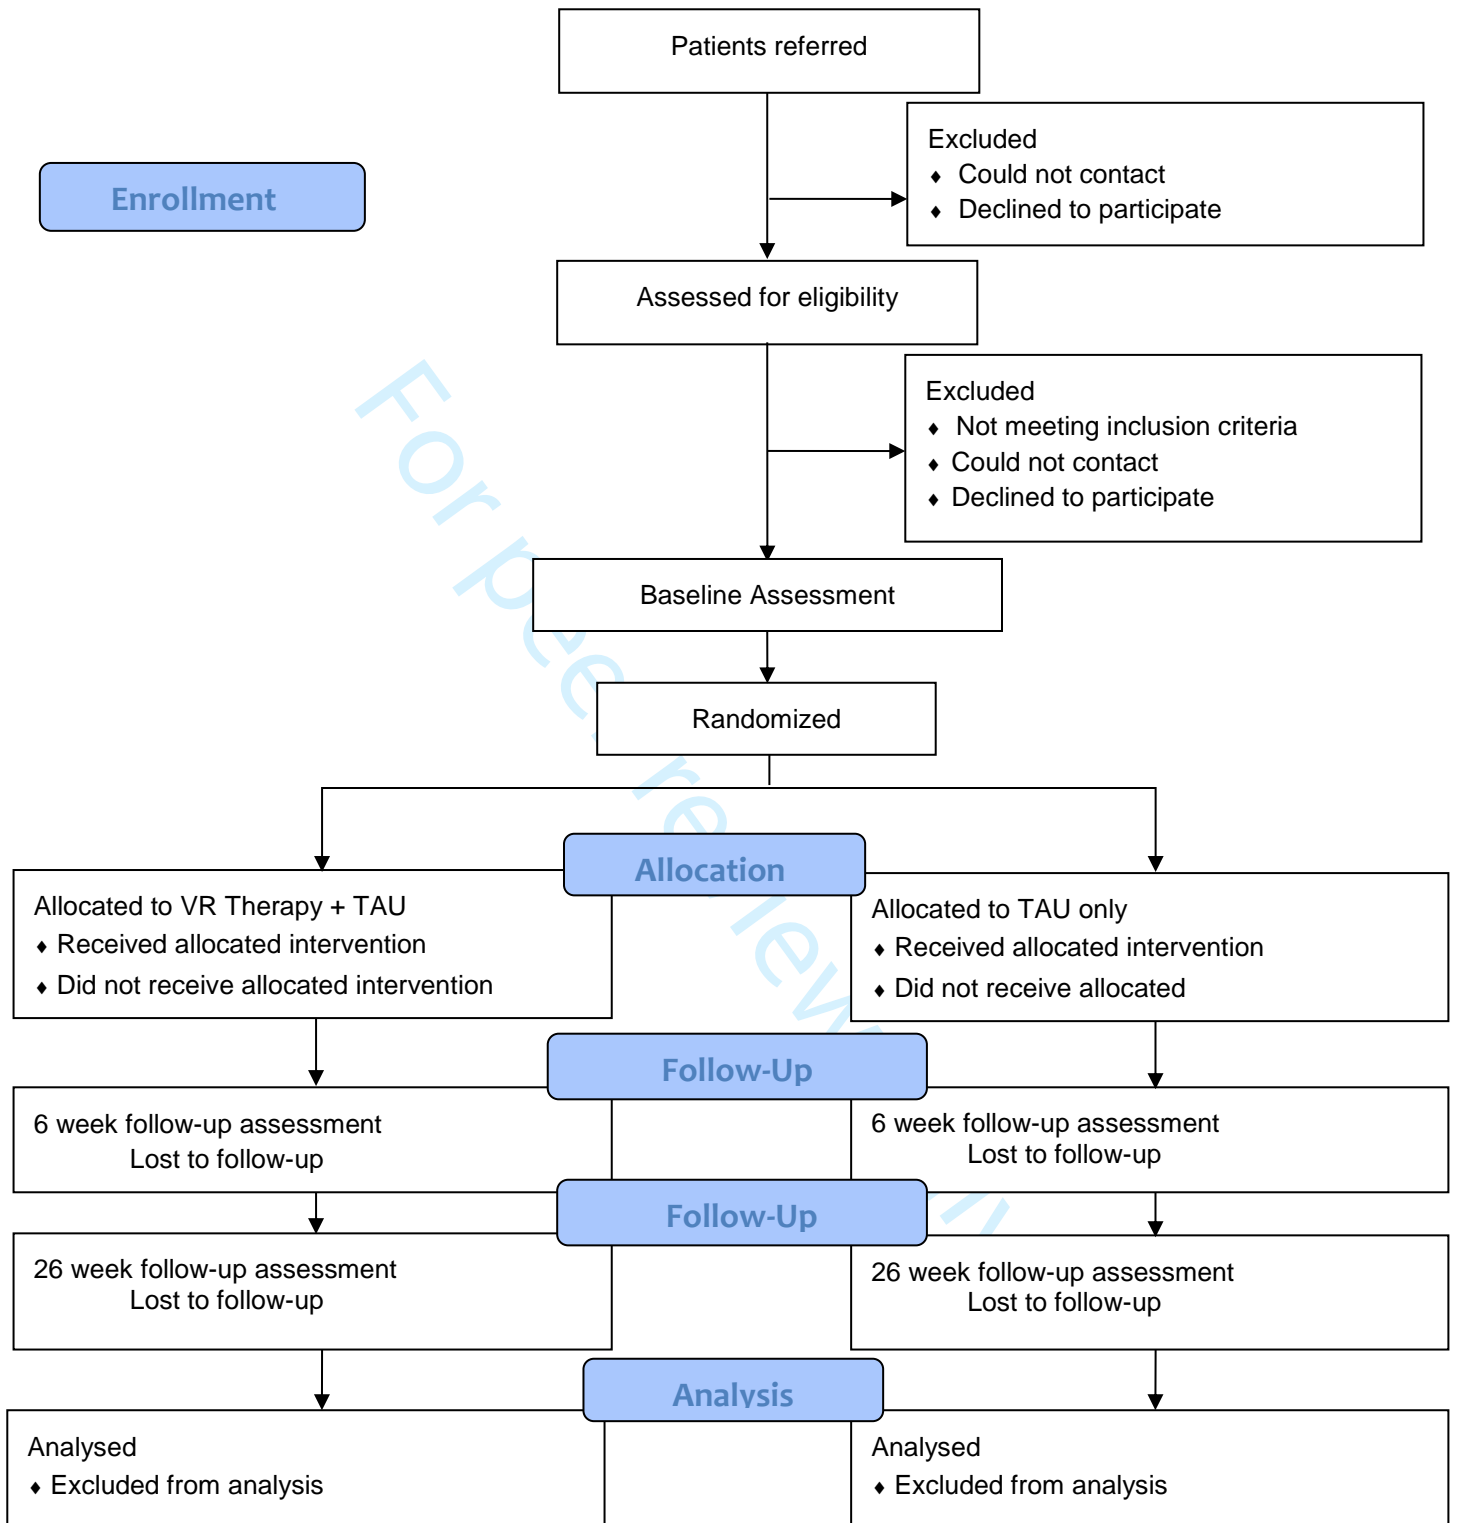 Patients referred
Excluded
♦ Could not contact
♦ Declined to participate
Enrollment
Assessed for eligibility
Excluded
♦ Not meeting inclusion criteria
♦ Could not contact
♦ Declined to participate
Baseline Assessment
Randomized
Allocation
Allocated to VR Therapy + TAU
♦ Received allocated intervention
♦ Did not receive allocated intervention
Allocated to TAU only
♦ Received allocated intervention
♦ Did not receive allocated
Follow-Up
6 week follow-up assessment
Lost to follow-up
6 week follow-up assessment
Lost to follow-up
Follow-Up
26 week follow-up assessment
Lost to follow-up
26 week follow-up assessment
Lost to follow-up
Analysis
Analysed
♦ Excluded from analysis
Analysed
♦ Excluded from analysis
For peer review